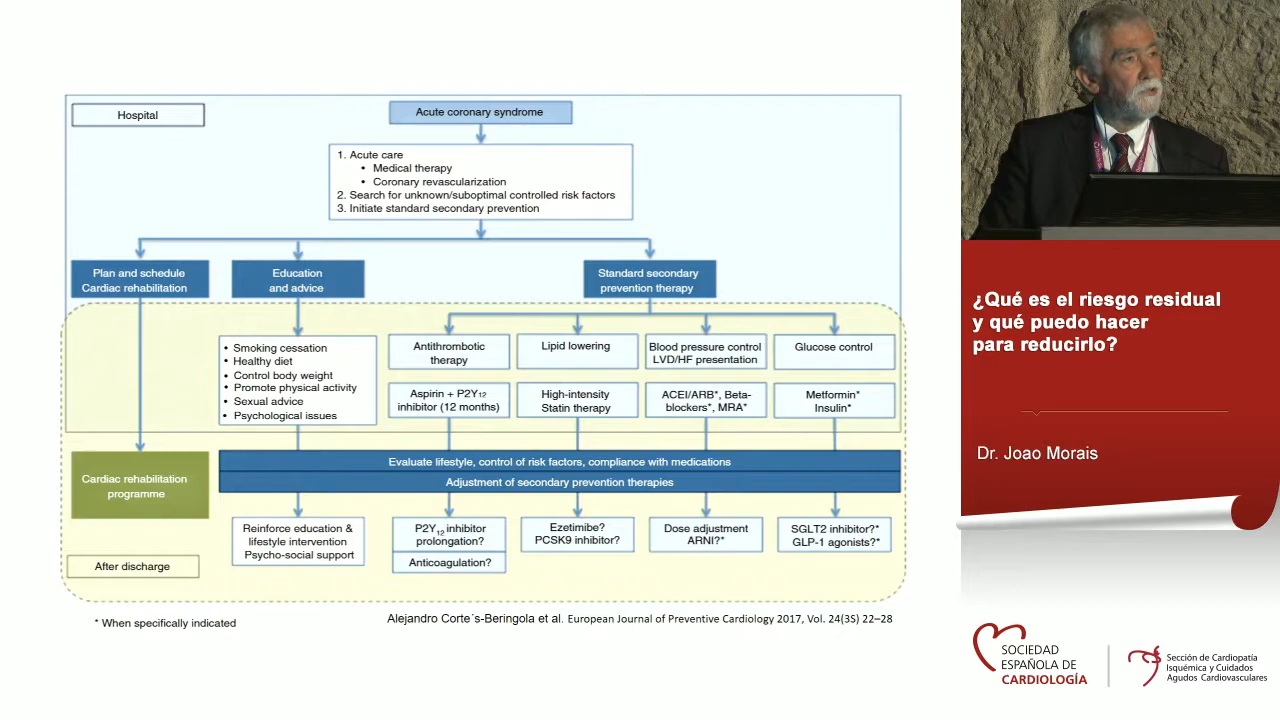 Hospital
Acute coronary syndrome
1. Acute care
• Medical therapy
• Coronary revascularization
2. Search for unknown/suboptimal controlled risk factors
3. Initiate standard secondary prevention
Plan and schedule
Cardiac rehabilitation
Education
and advice
Standard secondary
prevention therapy
• Smoking cessation
• Healthy diet
• Control body weight
• Promote physical activity
• Sexual advice
• Psychological issues
Antithrombotic
therapy
Lipid lowering
Blood pressure control
LVD/HF presentation
Glucose control
Aspirin + P2Y12
inhibitor (12 months)
High-intensity
Statin therapy
ACEI/ARB*, Beta-
blockers*, MRA*
Metformin*
Insulin*
Cardiac rehabilitation
programme
Evaluate lifestyle, control of risk factors, compliance with medications
Adjustment of secondary prevention therapies
Reinforce education &
lifestyle intervention
Psycho-social support
P2Y12 inhibitor
prolongation?
Anticoagulation?
Ezetimibe?
PCSK9 inhibitor?
Dose adjustment
ARNI?*
SGLT2 inhibitor?*
GLP-1 agonists?*
After discharge
* When specifically indicated
Alejandro Corte´s-Beringola et al. European Journal of Preventive Cardiology 2017, Vol. 24(3S) 22–28
¿Qué es el riesgo residual
y qué puedo hacer
para reducirlo?
Dr. Joao Morais
SOCIEDAD
ESPAÑOLA DE
CARDIOLOGÍA
Sección de Cardiopatía
Isquémica y Cuidados
Agudos Cardiovasculares